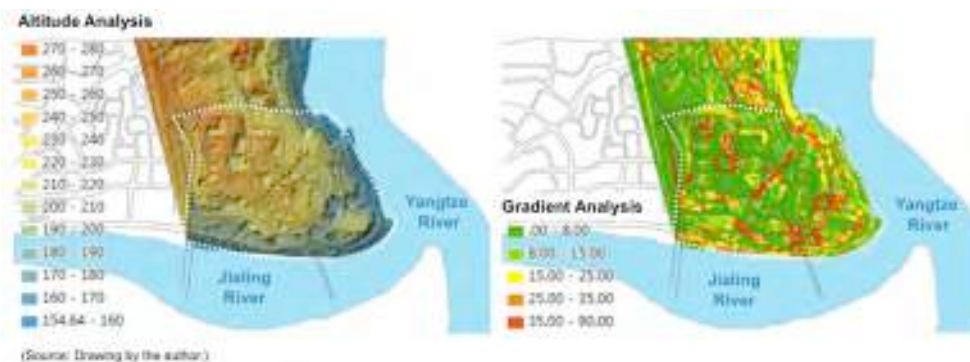 Altitude Analysis
270 - 280
260 - 270
250 - 260
240 - 250
230 - 240
220 - 230
210 - 220
200 - 210
190 - 200
180 - 190
170 - 180
160 - 170
154.64 - 160
Jialing
River
Yangtze
River
Gradient Analysis
.00 - 8.00
8.00 - 15.00
15.00 - 25.00
25.00 - 35.00
35.00 - 90.00
Jialing
River
Yangtze
River
(Source: Drawing by the author.)